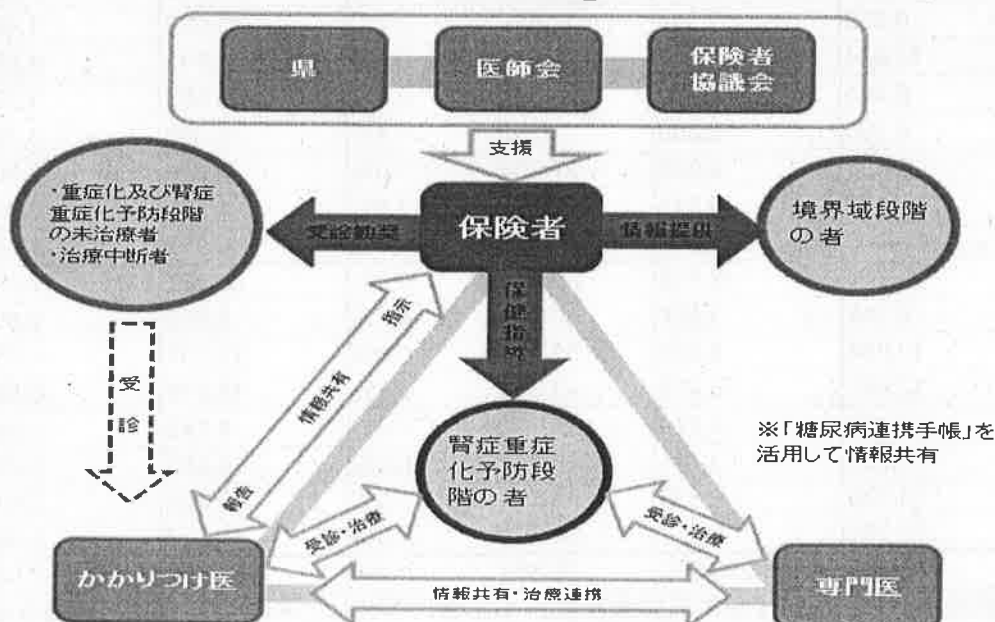 県
医師会
保険者
協議会
支援
・重症化及び腎症
重症化予防段階
の未治療者
・治療中断者
受診勧奨
保険者
情報提供
境界域段階
の者
保健指導
指示
情報共有
報告
受診
腎症重症
化予防段
階の者
※「糖尿病連携手帳」を
活用して情報共有
受診・治療
受診・治療
かかりつけ医
情報共有・治療連携
専門医